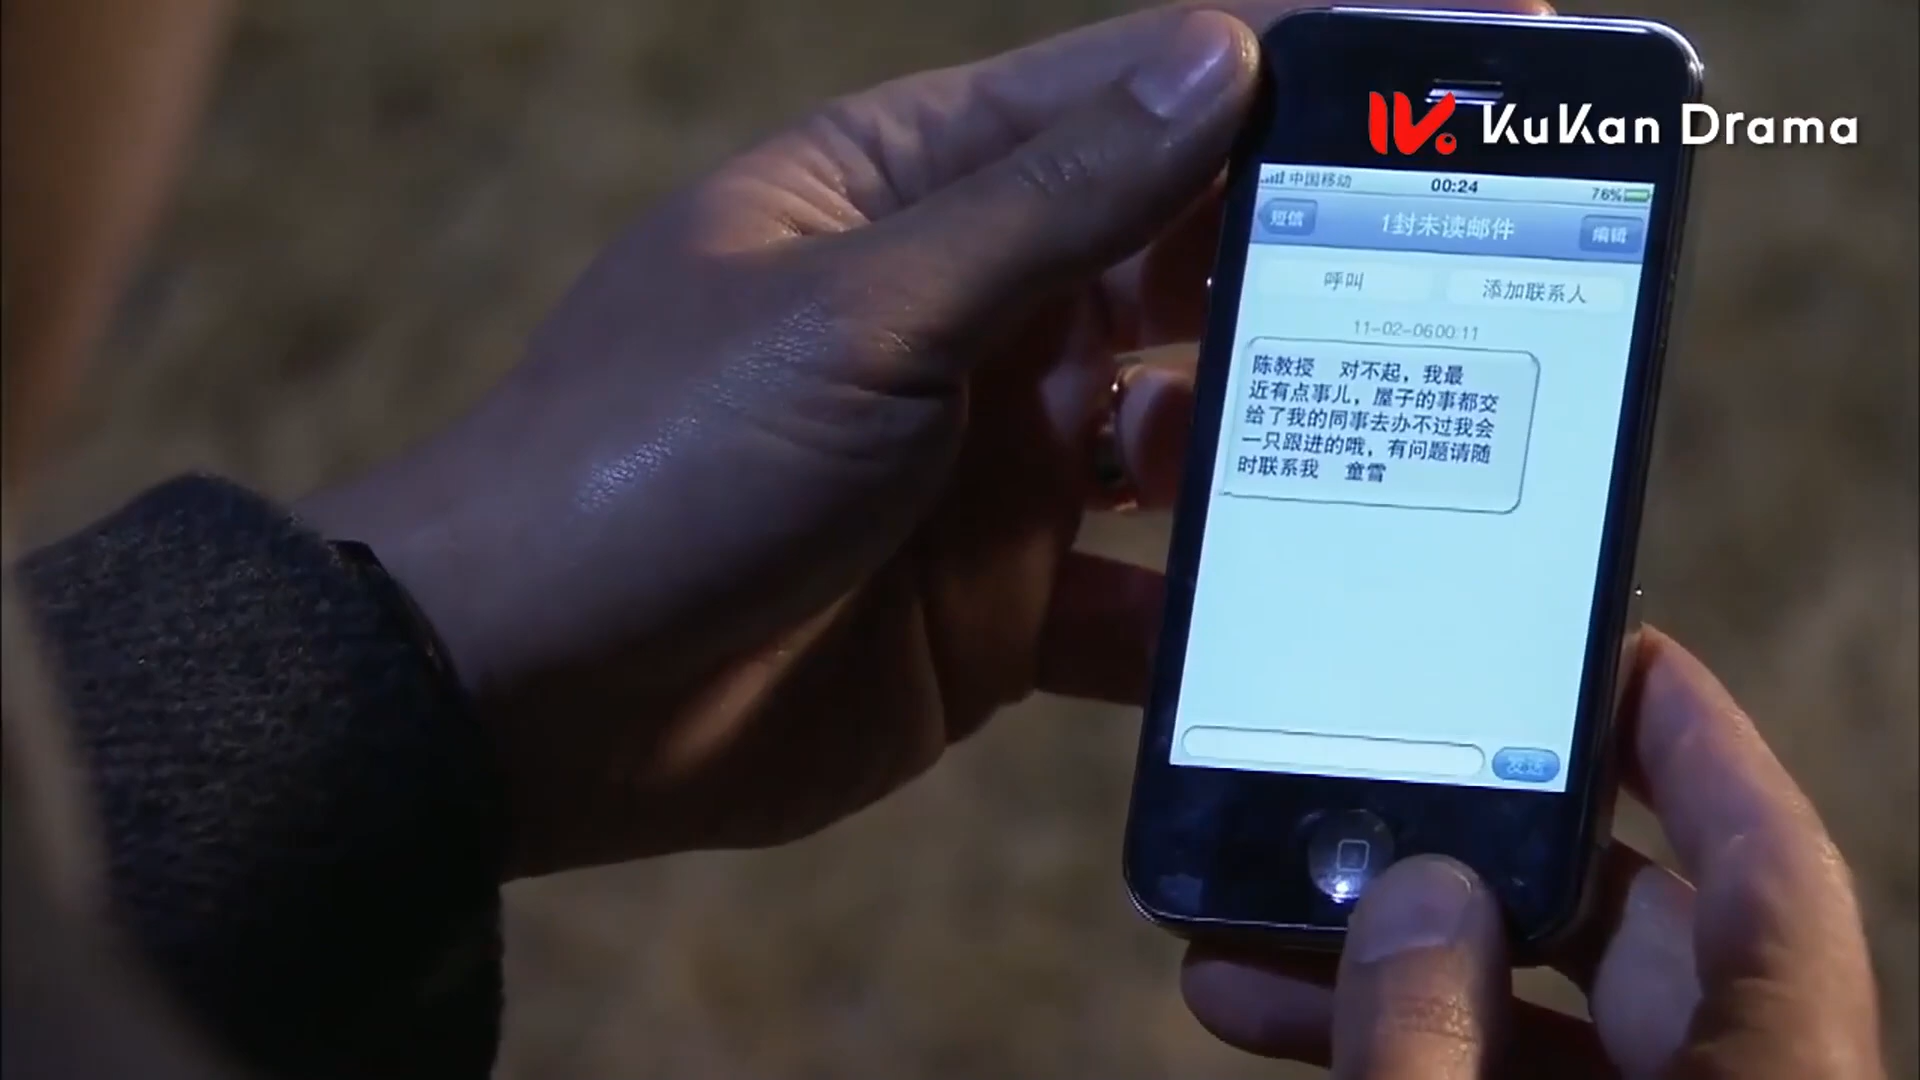 KuKan Drama
中国移动 00:24 76%
短信 1封未读邮件 编辑
呼叫 添加联系人
11-02-06 00:11
陈教授 对不起，我最
近有点事儿，屋子的事都交
给了我的同事去办不过我会
一只跟进的哦，有问题请随
时联系我 童雪
发送